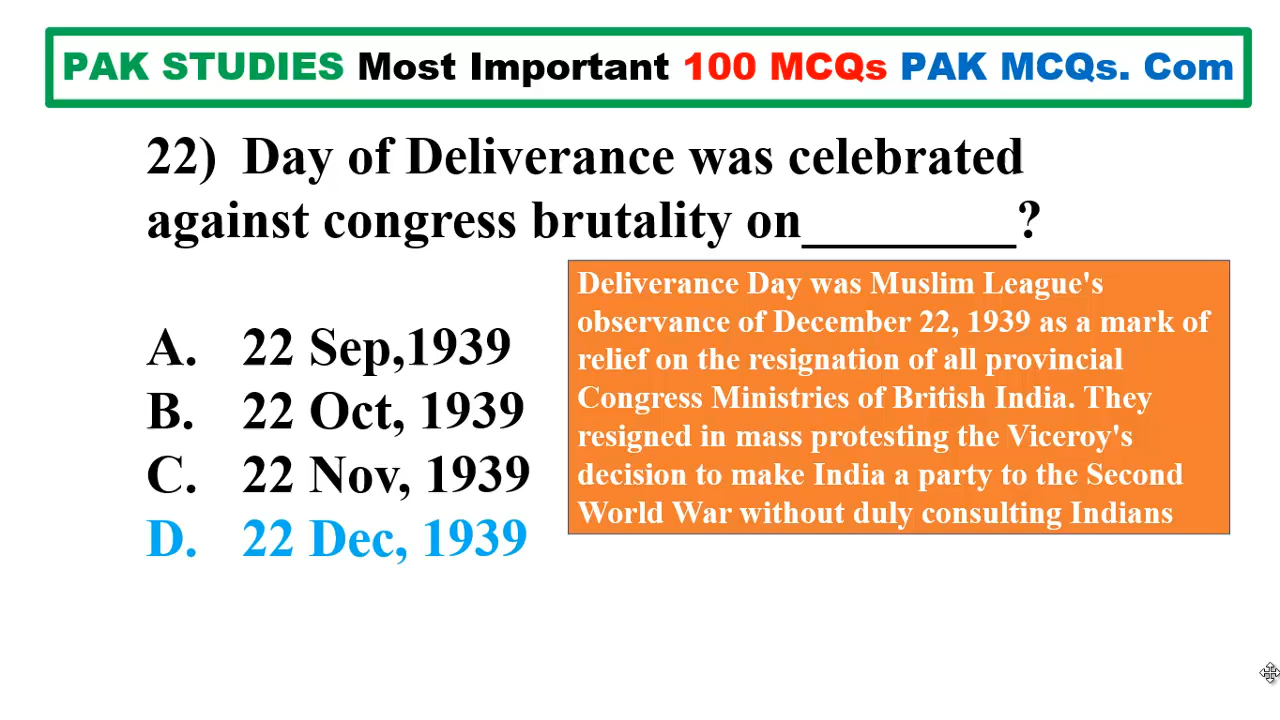 PAK STUDIES Most Important 100 MCQs PAK MCQs. Com
22) Day of Deliverance was celebrated
against congress brutality on________?
A. 22 Sep,1939
B. 22 Oct, 1939
C. 22 Nov, 1939
D. 22 Dec, 1939
Deliverance Day was Muslim League's
observance of December 22, 1939 as a mark of
relief on the resignation of all provincial
Congress Ministries of British India. They
resigned in mass protesting the Viceroy's
decision to make India a party to the Second
World War without duly consulting Indians